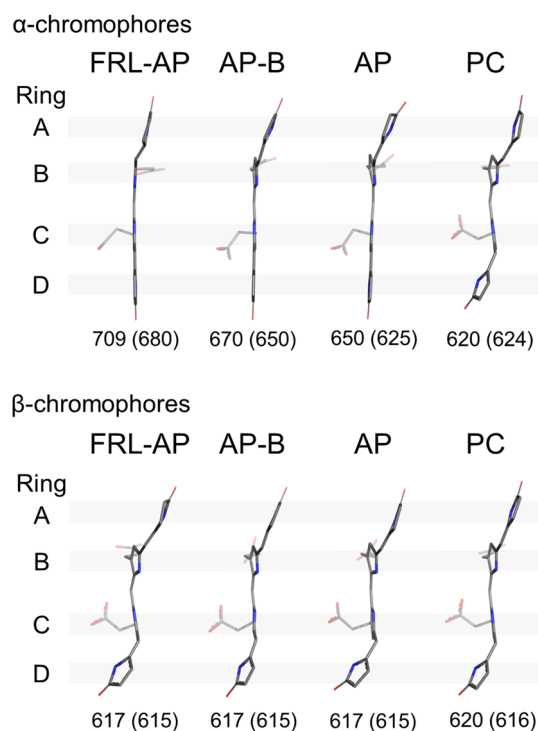 α-chromophores
FRL-AP AP-B AP PC
Ring
A
B
C
D
709 (680) 670 (650) 650 (625) 620 (624)
β-chromophores
FRL-AP AP-B AP PC
Ring
A
B
C
D
617 (615) 617 (615) 617 (615) 620 (616)